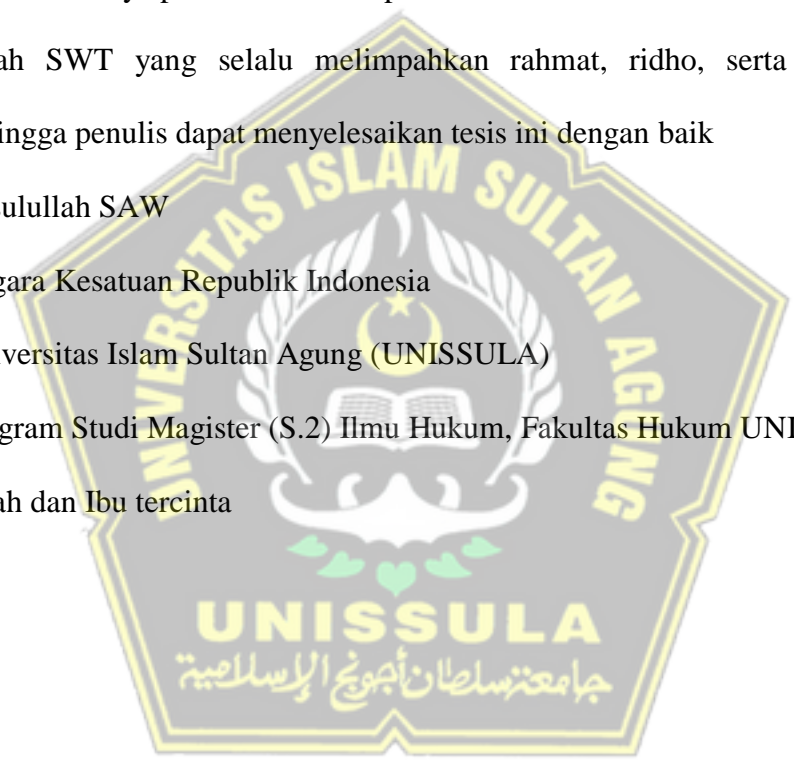 ah SWT yang selalu melimpahkan rahmat, ridho, serta
ingga penulis dapat menyelesaikan tesis ini dengan baik
sulullah SAW
gara Kesatuan Republik Indonesia
iversitas Islam Sultan Agung (UNISSULA)
gram Studi Magister (S.2) Ilmu Hukum, Fakultas Hukum UNI
ah dan Ibu tercinta
UNIVERSITAS ISLAM SULTAN AGUNG
UNISSULA
جامعة سلطان أجونج الإسلامية